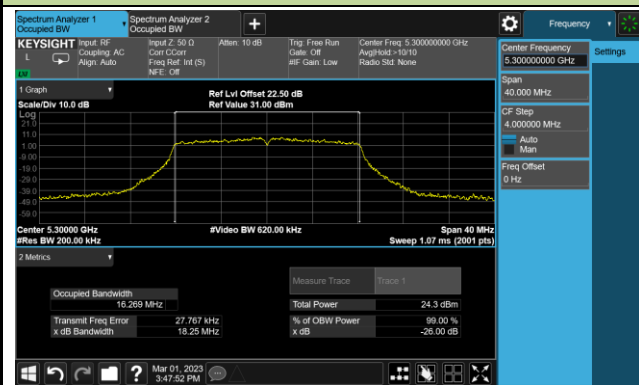 Spectrum Analyzer 1
Occupied BW
Spectrum Analyzer 2
Occupied BW
+
Frequency
KEYSIGHT
L
Input: RF
Coupling: AC
Align: Auto
Input Z: 50 Ω
Corr CCorr
Freq Ref: Int (S)
NFE: Off
Atten: 10 dB
Trig: Free Run
Gate: Off
#IF Gain: Low
Center Freq: 5.300000000 GHz
Avg|Hold:>10/10
Radio Std: None
Center Frequency
5.300000000 GHz
Settings
Span
40.000 MHz
CF Step
4.000000 MHz
Auto
Man
Freq Offset
0 Hz
1 Graph
Scale/Div 10.0 dB
Ref Lvl Offset 22.50 dB
Ref Value 31.00 dBm
Log
21.0
11.0
1.00
-9.00
-19.0
-29.0
-39.0
-49.0
-59.0
Center 5.30000 GHz
#Video BW 620.00 kHz
Span 40 MHz
#Res BW 200.00 kHz
Sweep 1.07 ms (2001 pts)
2 Metrics
Measure Trace
Trace 1
Occupied Bandwidth
16.269 MHz
Total Power
24.3 dBm
Transmit Freq Error
27.767 kHz
% of OBW Power
99.00 %
x dB Bandwidth
18.25 MHz
x dB
-26.00 dB
?
Mar 01, 2023
3:47:52 PM